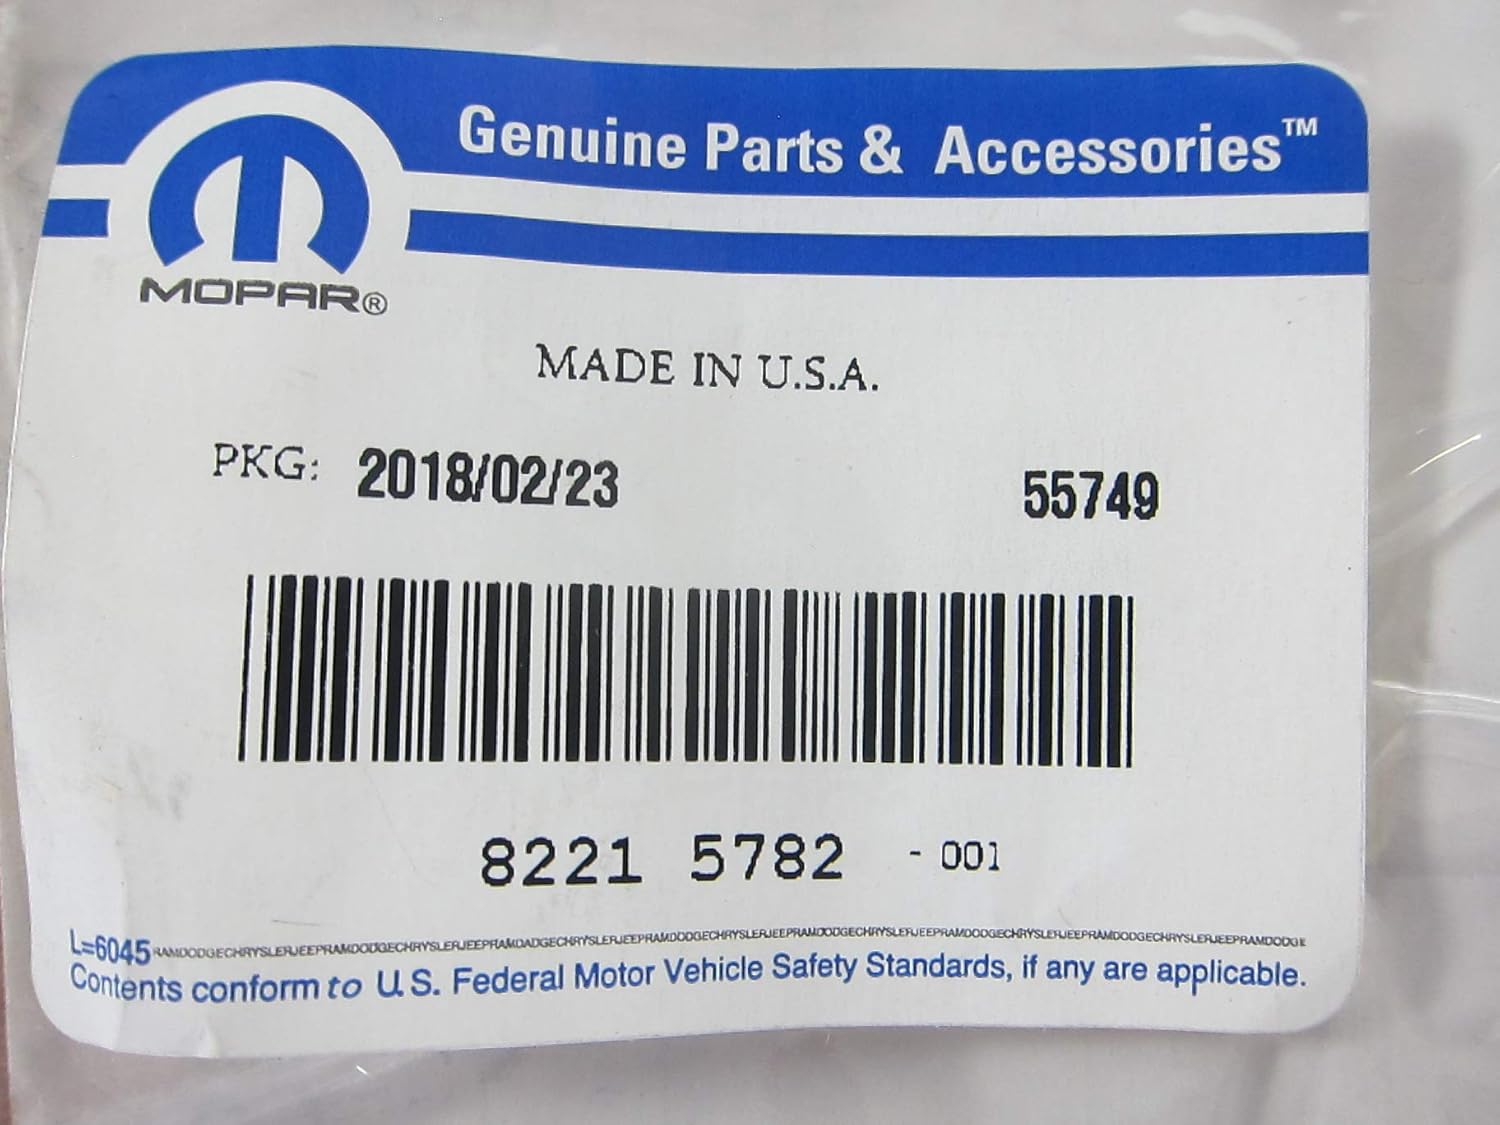 Genuine Parts & Accessories™
MOPAR®
MADE IN U.S.A.
PKG: 2018/02/23 55749
8221 5782 - 001
L=6045 RAMDODGECHRYSLERJEEPRAMDODGECHRYSLERJEEPRAMDADGECHRYSLERJEEPRAMDODGECHRYSLERJEEPRAMDODGECHRYSLERJEEPRAMDODGECHRYSLERJEEPRAMDODGECHRYSLERJEEPRAMDODGE
Contents conform to U.S. Federal Motor Vehicle Safety Standards, if any are applicable.